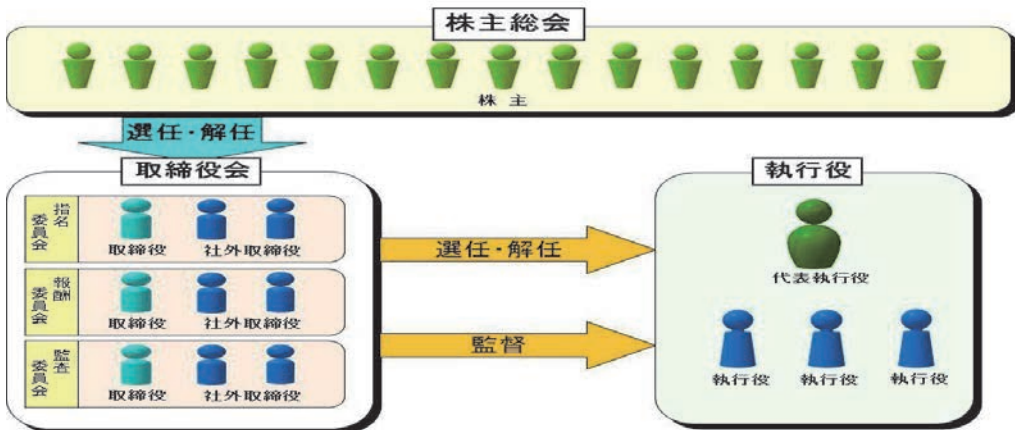 株主総会
株主
選任・解任
取締役会
指名委員会
取締役
社外取締役
報酬委員会
取締役
社外取締役
監査委員会
取締役
社外取締役
選任・解任
監督
執行役
代表執行役
執行役
執行役
執行役